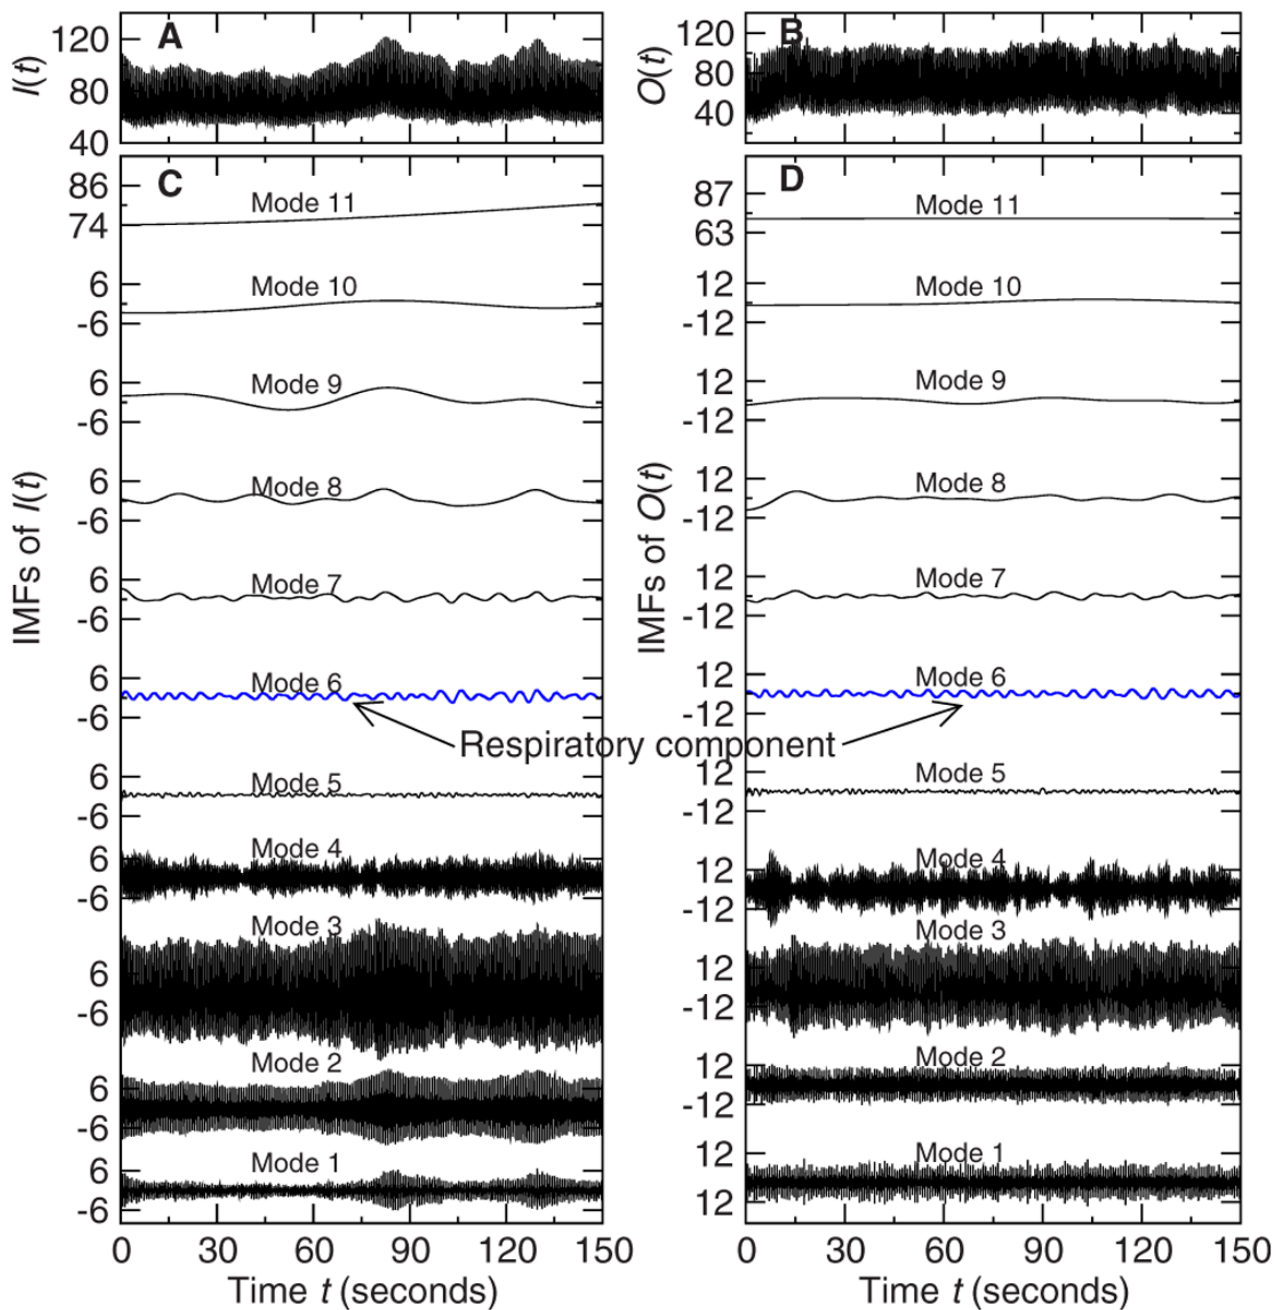 A
B
I(t)
120
80
40
O(t)
120
80
40
C
D
IMFs of I(t)
IMFs of O(t)
86
74
Mode 11
87
63
Mode 11
6
-6
Mode 10
12
-12
Mode 10
6
-6
Mode 9
12
-12
Mode 9
6
-6
Mode 8
12
-12
Mode 8
6
-6
Mode 7
12
-12
Mode 7
6
-6
Mode 6
12
-12
Mode 6
Respiratory component
6
-6
Mode 5
12
-12
Mode 5
6
-6
Mode 4
12
-12
Mode 4
6
-6
Mode 3
12
-12
Mode 3
6
-6
Mode 2
12
-12
Mode 2
6
-6
Mode 1
12
12
Mode 1
0 30 60 90 120 150
0 30 60 90 120 150
Time t (seconds)
Time t (seconds)